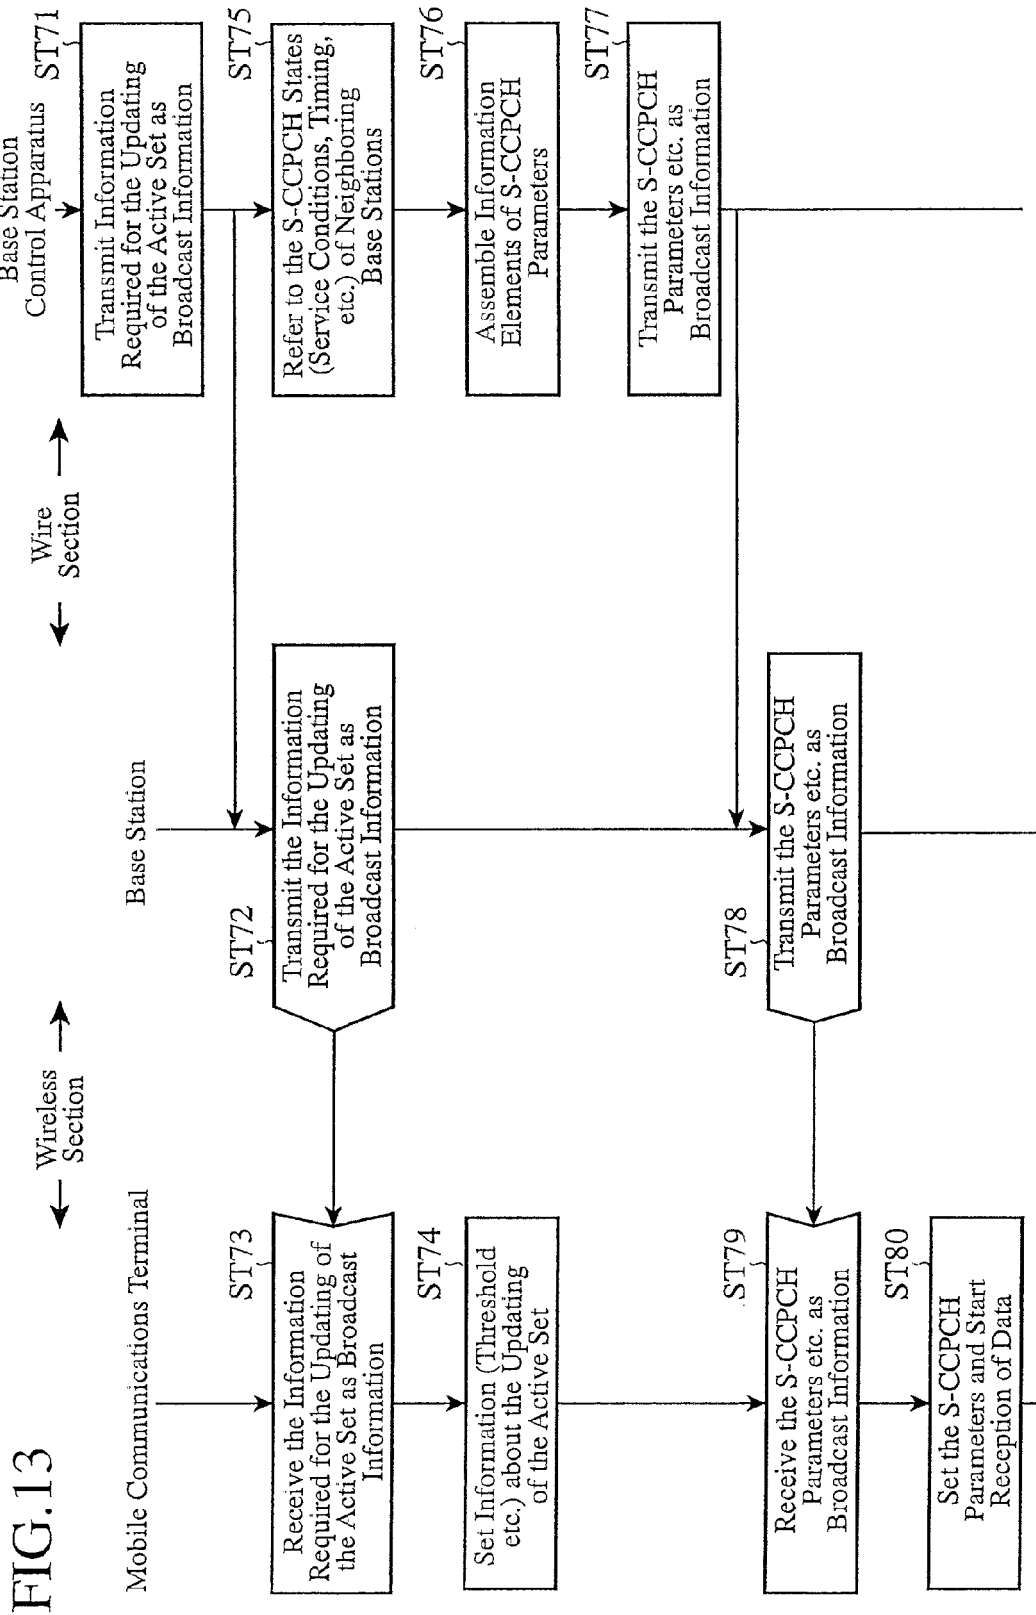 FIG.13
Mobile Communications Terminal
Wireless
Section
Base Station
Wire
Section
Base Station
Control Apparatus
ST71
Transmit Information
Required for the Updating
of the Active Set as
Broadcast Information
ST72
Transmit the Information
Required for the Updating
of the Active Set as
Broadcast Information
ST73
Receive the Information
Required for the Updating of
the Active Set as Broadcast
Information
ST74
Set Information (Threshold
etc.) about the Updating
of the Active Set
ST75
Refer to the S-CCPCH States
(Service Conditions, Timing,
etc.) of Neighboring
Base Stations
ST76
Assemble Information
Elements of S-CCPCH
Parameters
ST77
Transmit the S-CCPCH
Parameters etc. as
Broadcast Information
ST78
Transmit the S-CCPCH
Parameters etc. as
Broadcast Information
ST79
Receive the S-CCPCH
Parameters etc. as
Broadcast Information
ST80
Set the S-CCPCH
Parameters and Start
Reception of Data